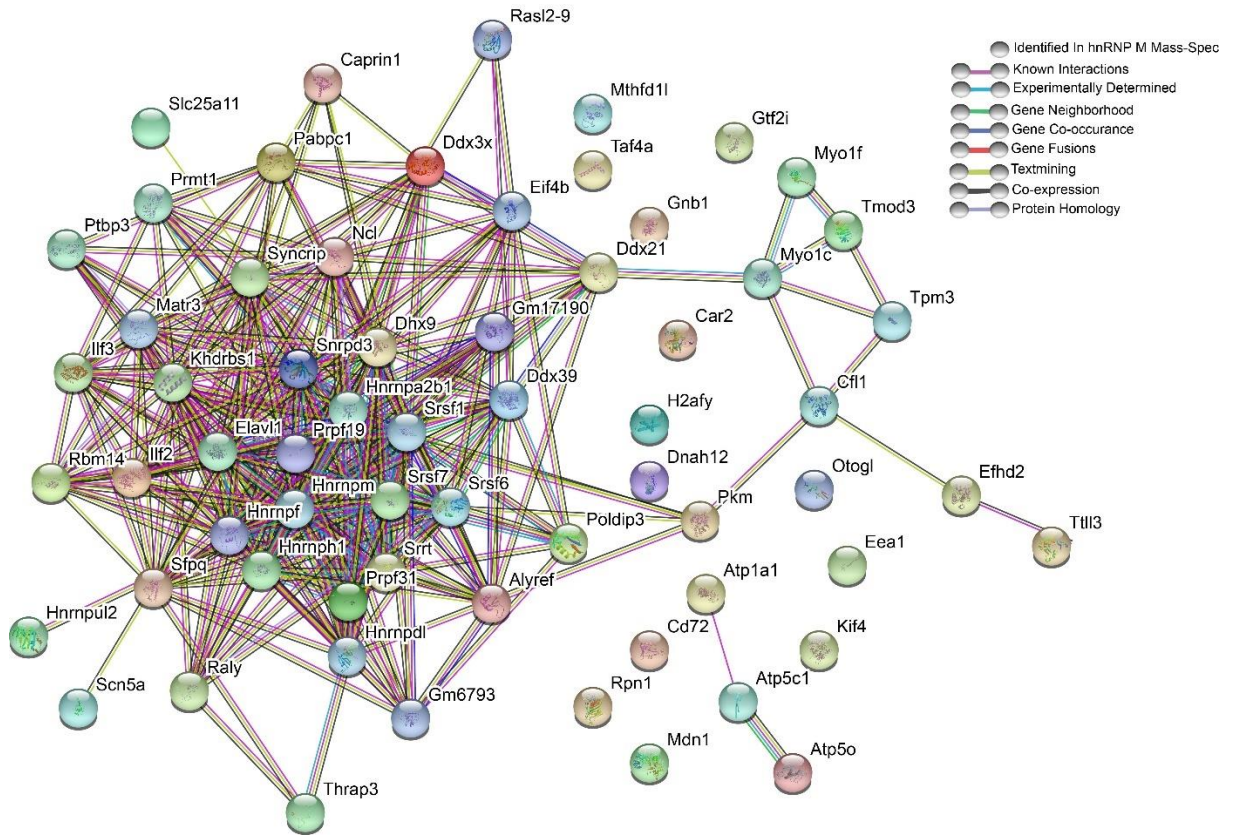 Rasl2-9
Identified In hnRNP M Mass-Spec
Known Interactions
Experimentally Determined
Gene Neighborhood
Gene Co-occurance
Gene Fusions
Textmining
Co-expression
Protein Homology
Caprin1
Slc25a11
Mthfd1l
Gtf2i
Pabpc1
Ddx3x
Taf4a
Myo1f
Prmt1
Eif4b
Gnb1
Tmod3
Ptbp3
Ncl
Syncrip
Ddx21
Myo1c
Matr3
Dhx9
Gm17190
Tpm3
Car2
Ilf3
Khdrbs1
Snrpd3
Hnrnpa2b1
Ddx39
Cfl1
H2afy
Elavl1
Prpf19
Srsf1
Rbm14
Ilf2
Dnah12
Otogl
Efhd2
Hnrnpm
Srsf7
Srsf6
Pkm
Hnrnpf
Poldip3
Ttll3
Sfpq
Hnrnph1
Srrt
Eea1
Prpf31
Alyref
Atp1a1
Hnrnpul2
Hnrnpdl
Cd72
Kif4
Scn5a
Raly
Rpn1
Atp5c1
Gm6793
Mdn1
Atp5o
Thrap3